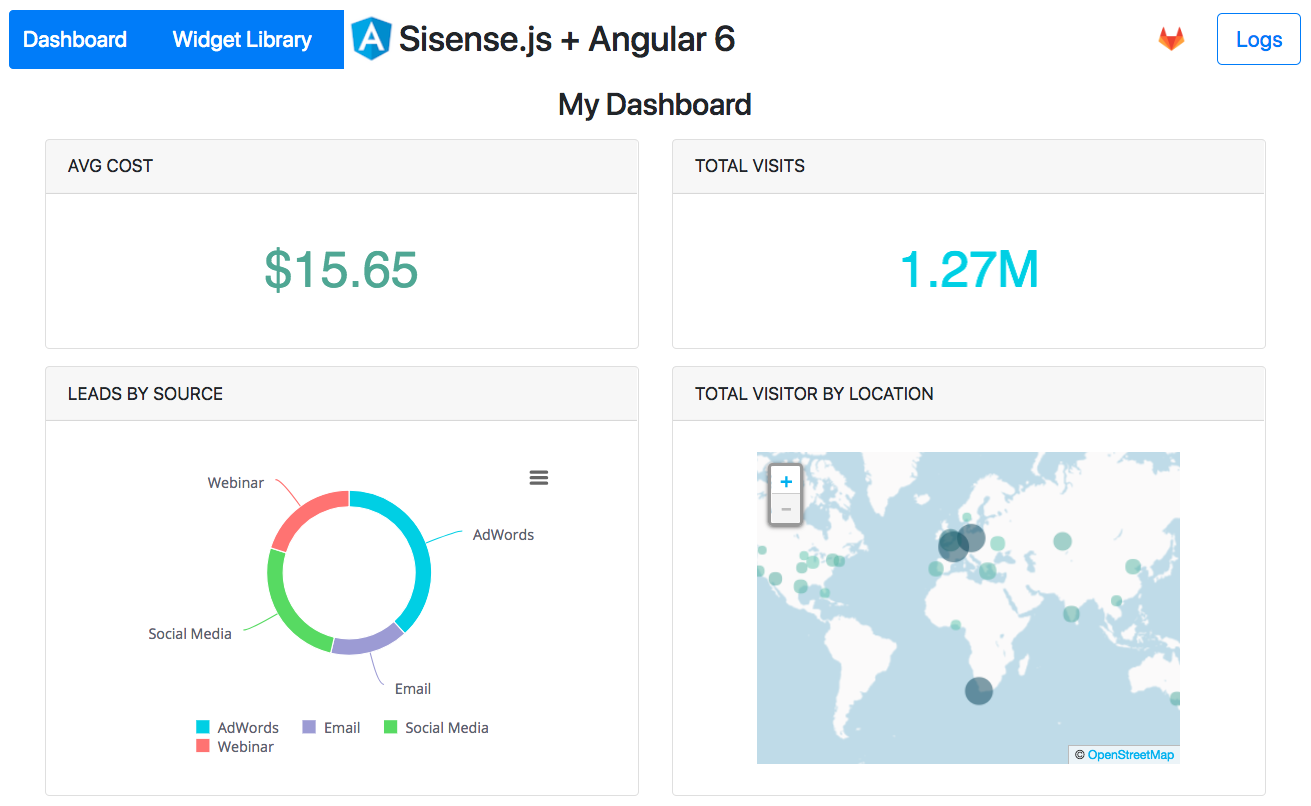 Dashboard Widget Library A Sisense.js + Angular 6 Logs
My Dashboard
AVG COST
$15.65
TOTAL VISITS
1.27M
LEADS BY SOURCE
Webinar
AdWords
Social Media
Email
AdWords Email Social Media
Webinar
TOTAL VISITOR BY LOCATION
+
−
© OpenStreetMap